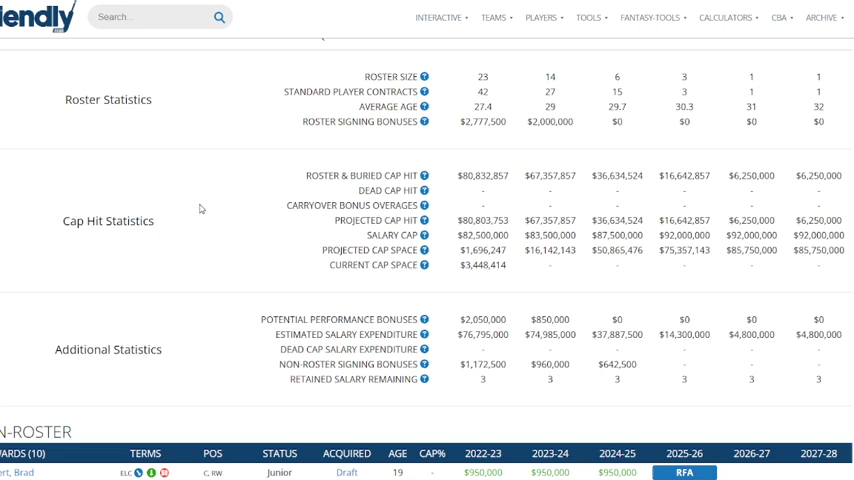 iendly
Search... INTERACTIVE TEAMS PLAYERS TOOLS FANTASY-TOOLS CALCULATORS CBA ARCHIVE
Roster Statistics
ROSTER SIZE ? 23 14 6 3 1 1
STANDARD PLAYER CONTRACTS ? 42 27 15 3 1 1
AVERAGE AGE ? 27.4 29 29.7 30.3 31 32
ROSTER SIGNING BONUSES ? $2,777,500 $2,000,000 $0 $0 $0 $0
Cap Hit Statistics
ROSTER & BURIED CAP HIT ? $80,832,857 $67,357,857 $36,634,524 $16,642,857 $6,250,000 $6,250,000
DEAD CAP HIT ? - - - - - -
CARRYOVER BONUS OVERAGES ? - - - - - -
PROJECTED CAP HIT ? $80,803,753 $67,357,857 $36,634,524 $16,642,857 $6,250,000 $6,250,000
SALARY CAP ? $82,500,000 $83,500,000 $87,500,000 $92,000,000 $92,000,000 $92,000,000
PROJECTED CAP SPACE ? $1,696,247 $16,142,143 $50,865,476 $75,357,143 $85,750,000 $85,750,000
CURRENT CAP SPACE ? $3,448,414 - - - - -
Additional Statistics
POTENTIAL PERFORMANCE BONUSES ? $2,050,000 $850,000 $0 $0 $0 $0
ESTIMATED SALARY EXPENDITURE ? $76,795,000 $74,985,000 $37,887,500 $14,300,000 $4,800,000 $4,800,000
DEAD CAP SALARY EXPENDITURE ? - - - - - -
NON-ROSTER SIGNING BONUSES ? $1,172,500 $960,000 $642,500 - - -
RETAINED SALARY REMAINING ? 3 3 3 3 3 3
N-ROSTER
ARDS (10) TERMS POS STATUS ACQUIRED AGE CAP% 2022-23 2023-24 2024-25 2025-26 2026-27 2027-28
ert, Brad ELC C, RW Junior Draft 19 - $950,000 $950,000 $950,000 RFA